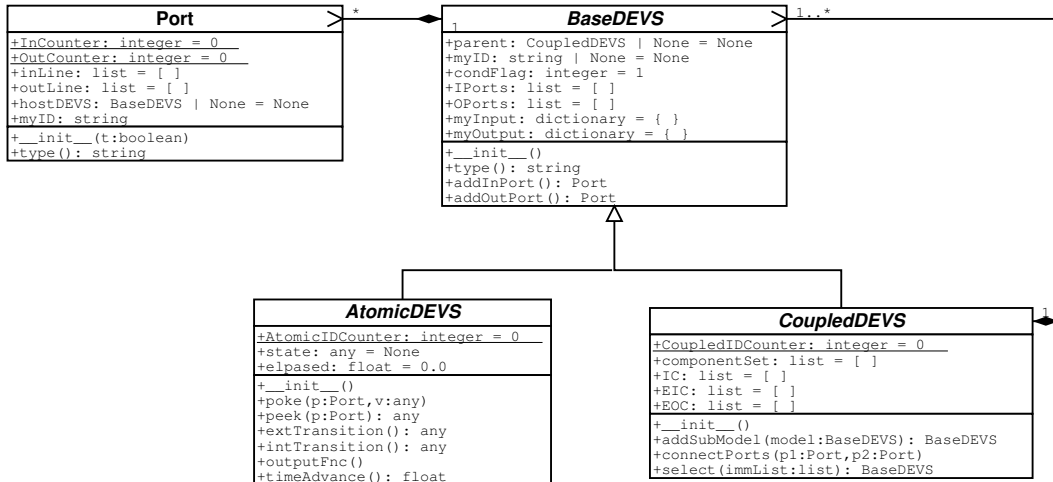 Port
+InCounter: integer = 0
+OutCounter: integer = 0
+inLine: list = [ ]
+outLine: list = [ ]
+hostDEVS: BaseDEVS | None = None
+myID: string
+__init__(t:boolean)
+type(): string
*
1
BaseDEVS
+parent: CoupledDEVS | None = None
+myID: string | None = None
+condFlag: integer = 1
+IPorts: list = [ ]
+OPorts: list = [ ]
+myInput: dictionary = { }
+myOutput: dictionary = { }
+__init__()
+type(): string
+addInPort(): Port
+addOutPort(): Port
1..*
AtomicDEVS
+AtomicIDCounter: integer = 0
+state: any = None
+elpased: float = 0.0
+__init__()
+poke(p:Port,v:any)
+peek(p:Port): any
+extTransition(): any
+intTransition(): any
+outputFnc()
+timeAdvance(): float
CoupledDEVS
1
+CoupledIDCounter: integer = 0
+componentSet: list = [ ]
+IC: list = [ ]
+EIC: list = [ ]
+EOC: list = [ ]
+__init__()
+addSubModel(model:BaseDEVS): BaseDEVS
+connectPorts(p1:Port,p2:Port)
+select(immList:list): BaseDEVS